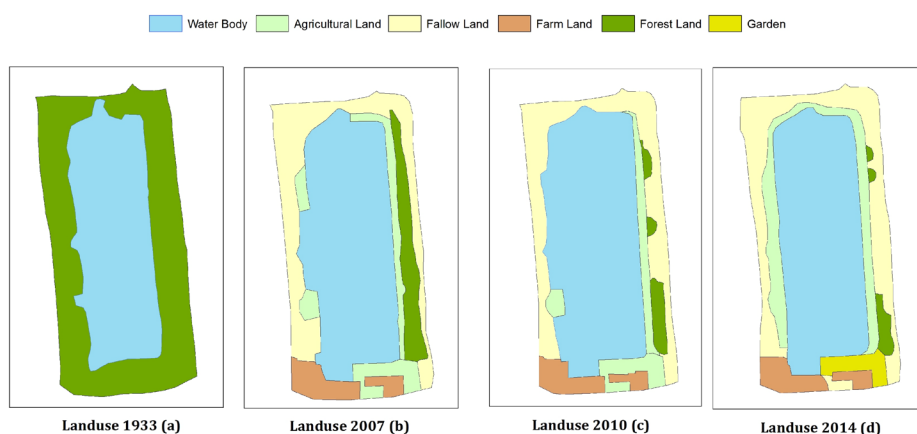 Water Body Agricultural Land Fallow Land Farm Land Forest Land Garden
Landuse 1933 (a) Landuse 2007 (b) Landuse 2010 (c) Landuse 2014 (d)